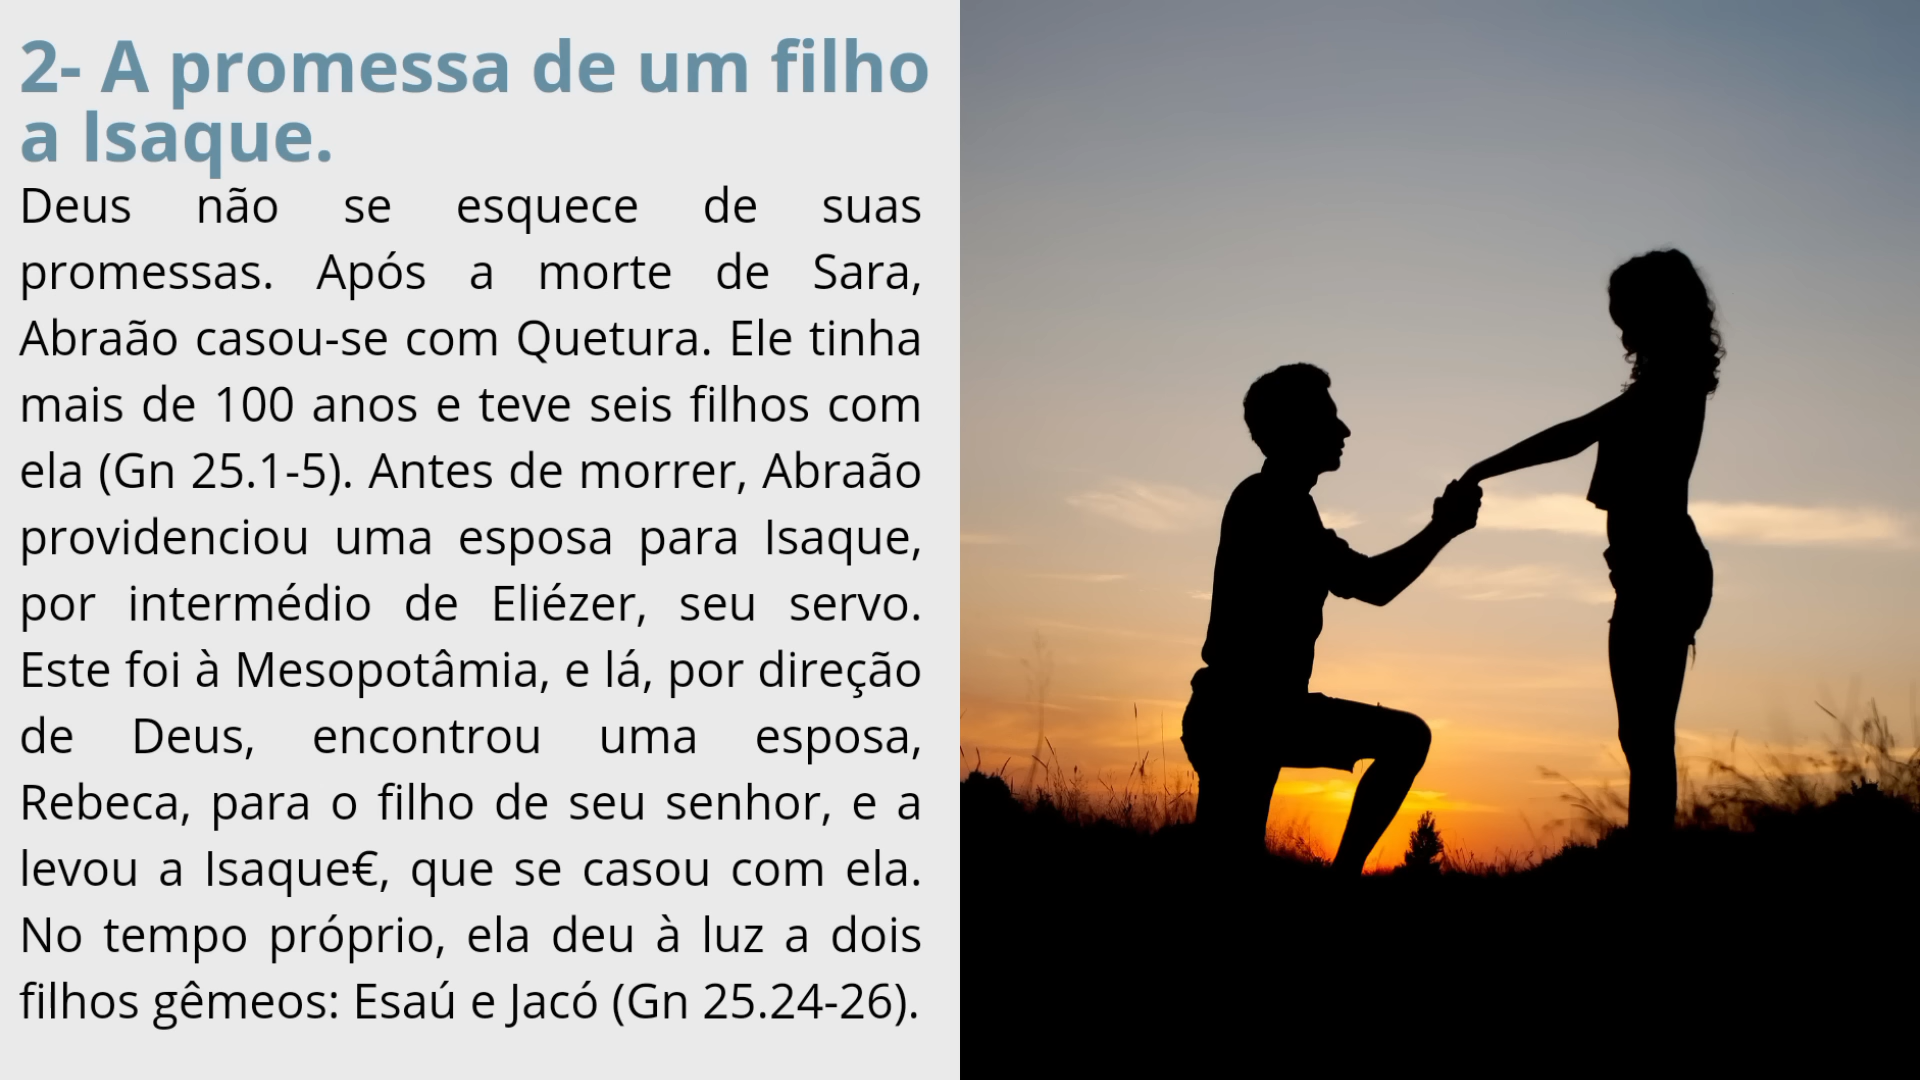 2- A promessa de um filho
a Isaque.
Deus não se esquece de suas
promessas. Após a morte de Sara,
Abraão casou-se com Quetura. Ele tinha
mais de 100 anos e teve seis filhos com
ela (Gn 25.1-5). Antes de morrer, Abraão
providenciou uma esposa para Isaque,
por intermédio de Eliézer, seu servo.
Este foi à Mesopotâmia, e lá, por direção
de Deus, encontrou uma esposa,
Rebeca, para o filho de seu senhor, e a
levou a Isaque€, que se casou com ela.
No tempo próprio, ela deu à luz a dois
filhos gêmeos: Esaú e Jacó (Gn 25.24-26).